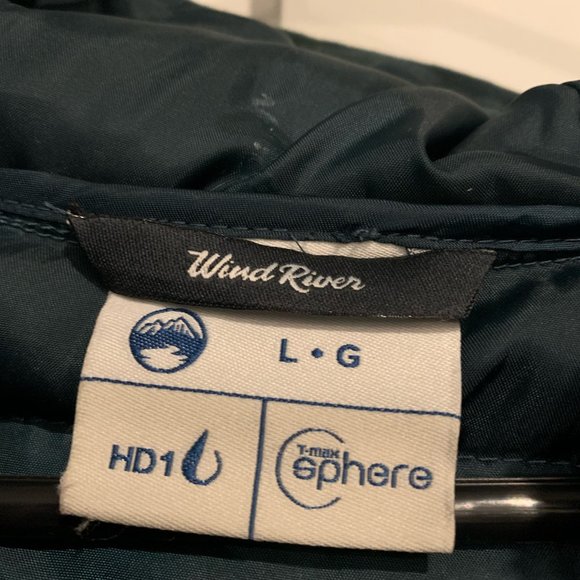 Wind River
L • G
HD1
T-max
sphere